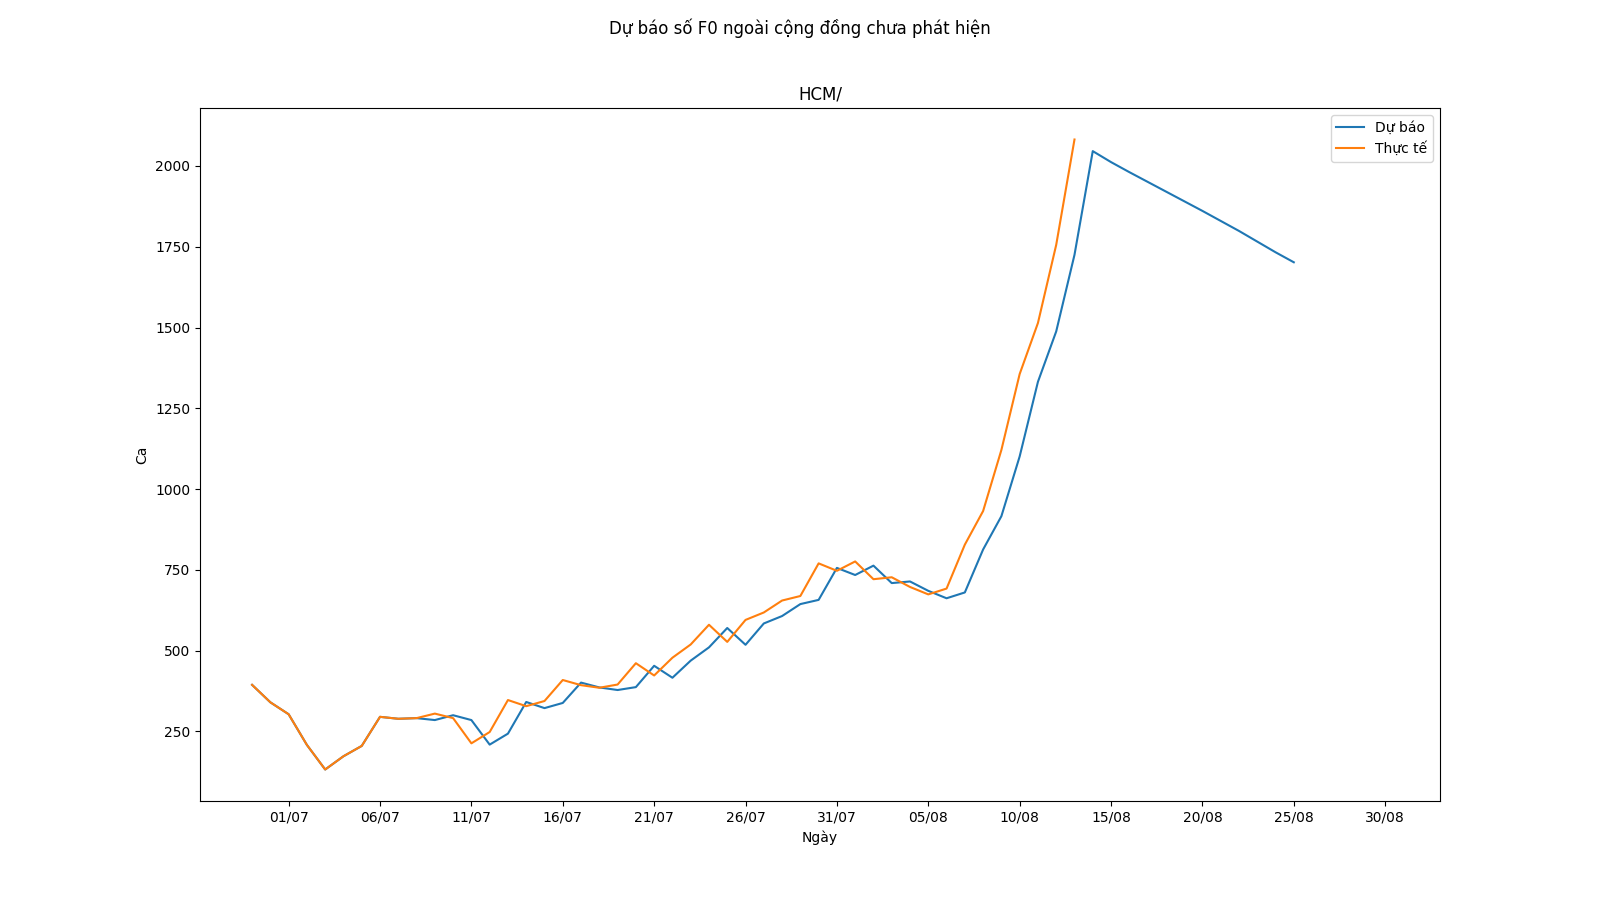 Dự báo số F0 ngoài cộng đồng chưa phát hiện
HCM/
Dự báo
Thực tế
2000
1750
1500
1250
1000
750
500
250
Ca
01/07 06/07 11/07 16/07 21/07 26/07 31/07 05/08 10/08 15/08 20/08 25/08 30/08
Ngày